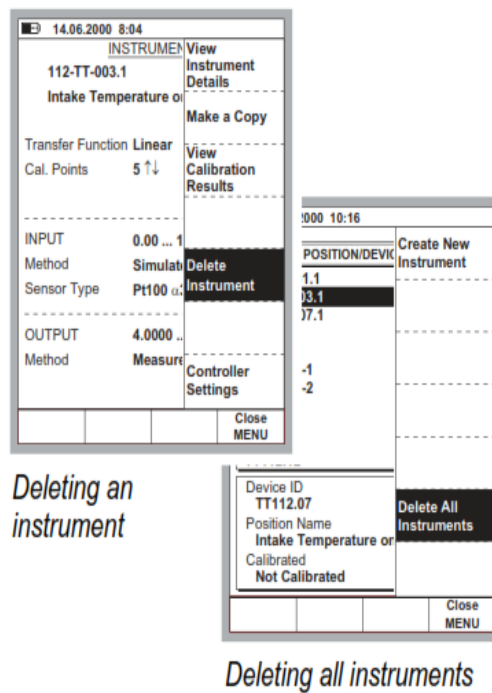 14.06.2000 8:04
INSTRUMEN
112-TT-003.1
Intake Temperature o
Transfer Function Linear
Cal. Points 5 ↑↓
INPUT 0.00 ... 1
Method Simulat
Sensor Type Pt100 α
OUTPUT 4.0000 ..
Method Measure
View
Instrument
Details
Make a Copy
View
Calibration
Results
Delete
Instrument
Controller
Settings
Close
MENU
Deleting an
instrument
2000 10:16
POSITION/DEVIC
1.1
03.1
07.1
-1
-2
Device ID
TT112.07
Position Name
Intake Temperature or
Calibrated
Not Calibrated
Create New
Instrument
Delete All
Instruments
Close
MENU
Deleting all instruments